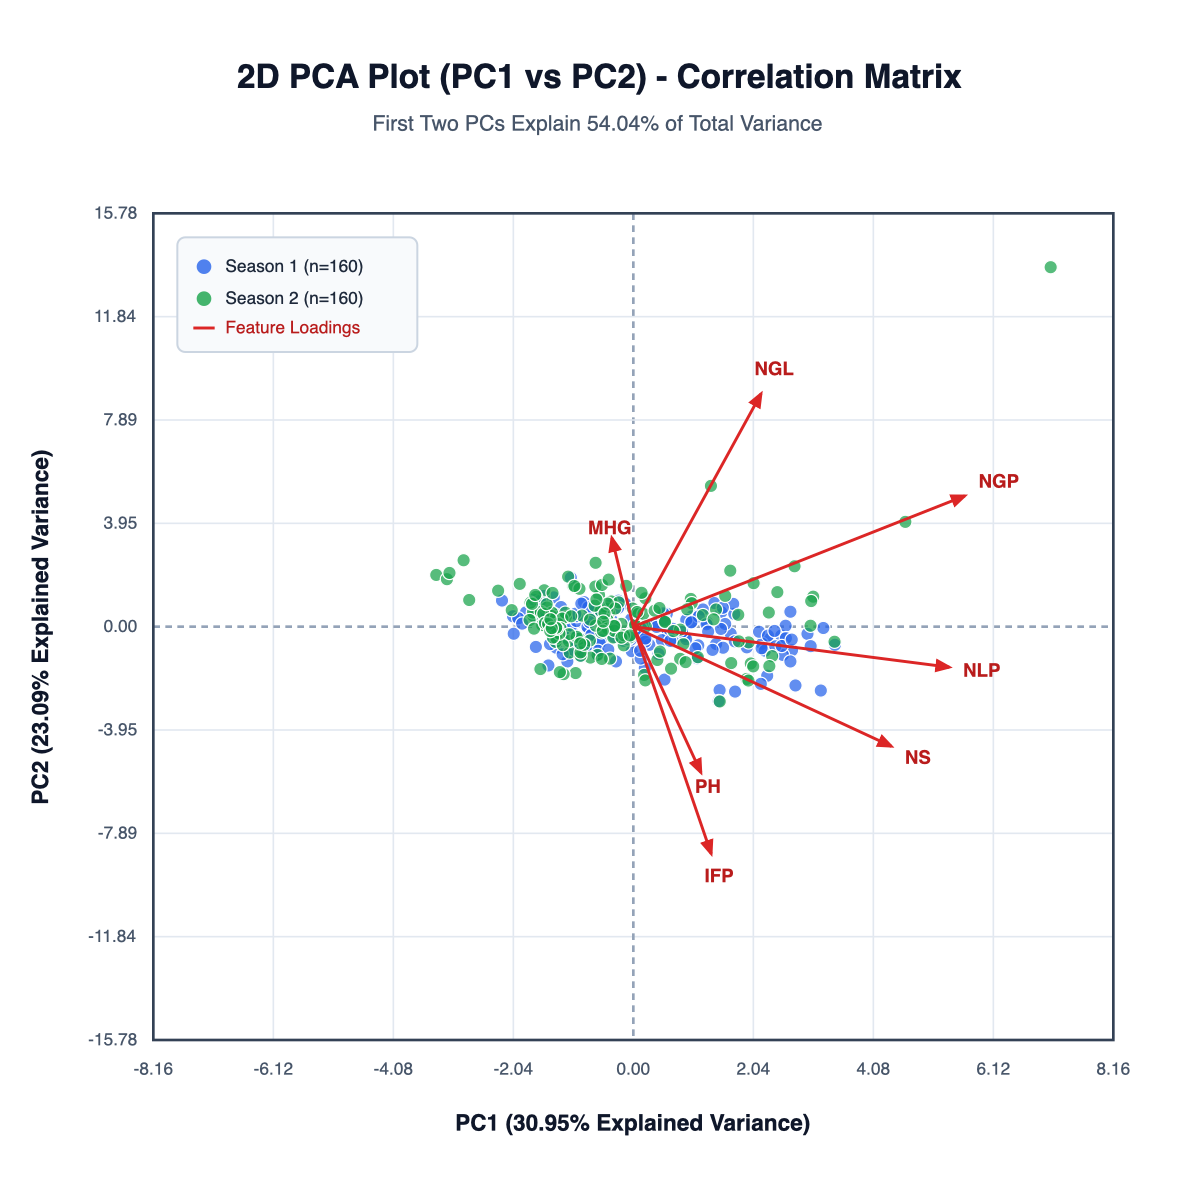 2D PCA Plot (PC1 vs PC2) - Correlation Matrix
First Two PCs Explain 54.04% of Total Variance
Season 1 (n=160)
Season 2 (n=160)
Feature Loadings
NGL
NGP
MHG
NLP
NS
PH
IFP
15.78
11.84
7.89
3.95
0.00
-3.95
-7.89
-11.84
-15.78
-8.16 -6.12 -4.08 -2.04 0.00 2.04 4.08 6.12 8.16
PC2 (23.09% Explained Variance)
PC1 (30.95% Explained Variance)